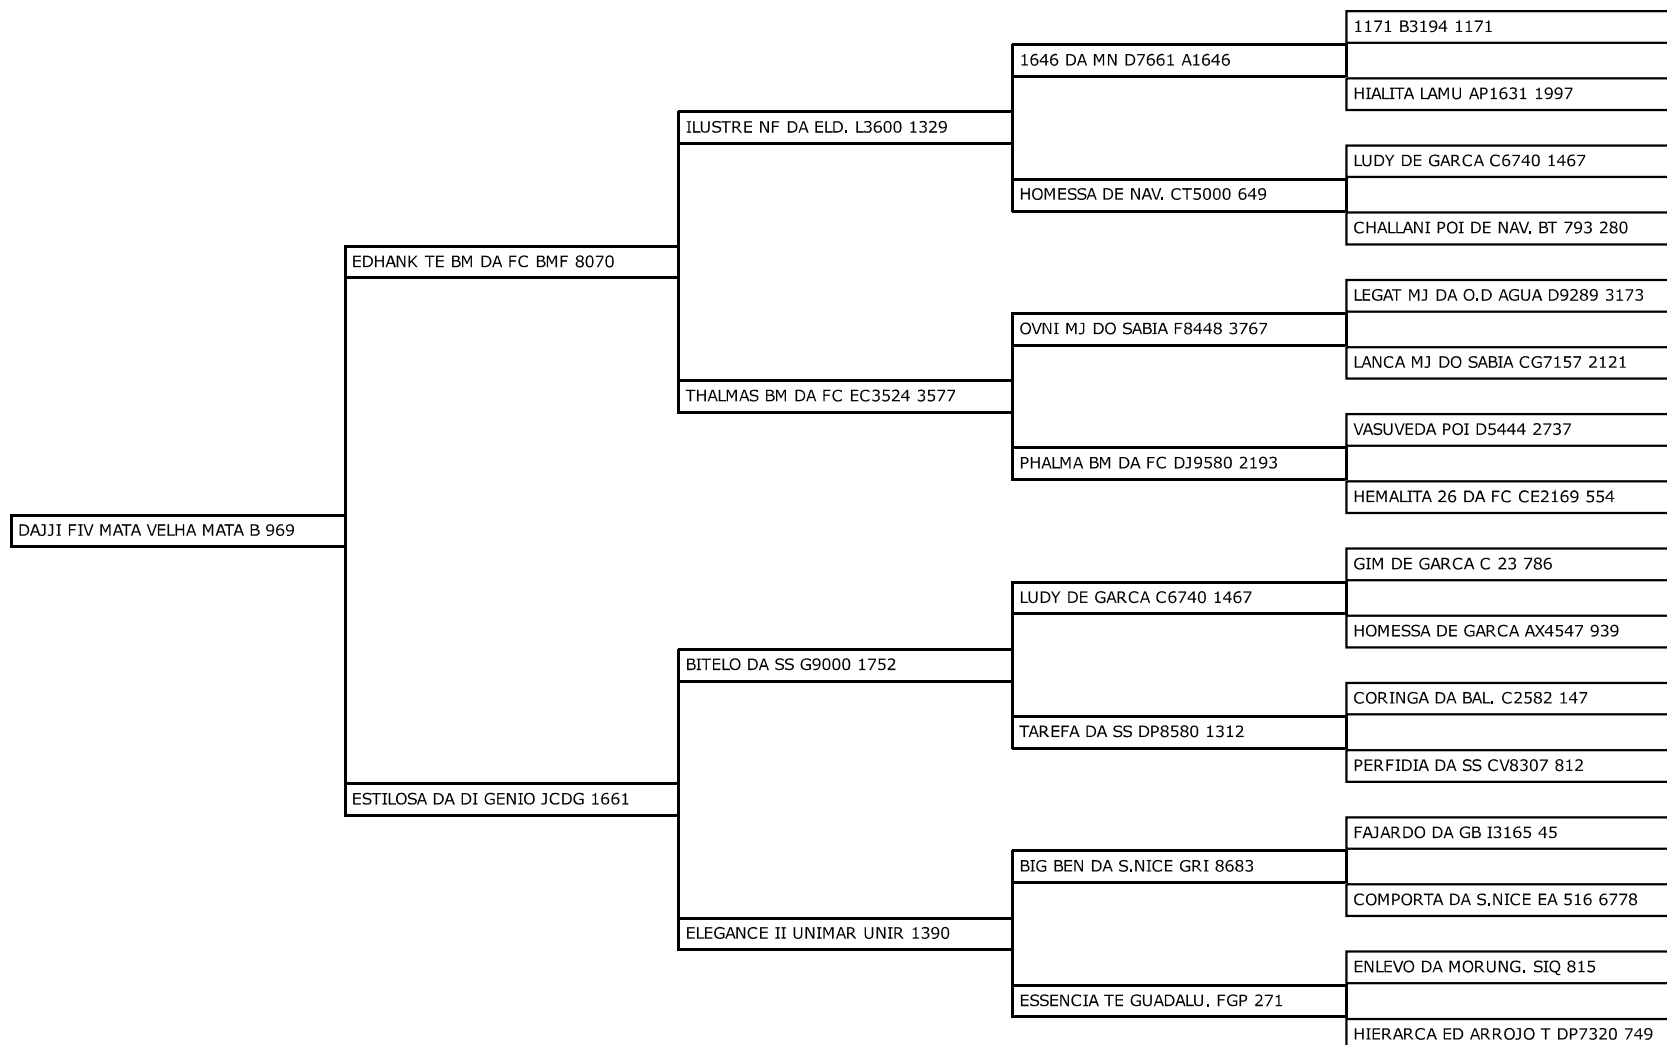 1171 B3194 1171
1646 DA MN D7661 A1646
HIALITA LAMU AP1631 1997
ILUSTRE NF DA ELD. L3600 1329
LUDY DE GARCA C6740 1467
HOMESSA DE NAV. CT5000 649
CHALLANI POI DE NAV. BT 793 280
EDHANK TE BM DA FC BMF 8070
LEGAT MJ DA O.D AGUA D9289 3173
OVNI MJ DO SABIA F8448 3767
LANCA MJ DO SABIA CG7157 2121
THALMAS BM DA FC EC3524 3577
VASUVEDA POI D5444 2737
PHALMA BM DA FC DJ9580 2193
HEMALITA 26 DA FC CE2169 554
DAJJI FIV MATA VELHA MATA B 969
GIM DE GARCA C 23 786
LUDY DE GARCA C6740 1467
HOMESSA DE GARCA AX4547 939
BITELO DA SS G9000 1752
CORINGA DA BAL. C2582 147
TAREFA DA SS DP8580 1312
PERFIDIA DA SS CV8307 812
ESTILOSA DA DI GENIO JCDG 1661
FAJARDO DA GB I3165 45
BIG BEN DA S.NICE GRI 8683
COMPORTA DA S.NICE EA 516 6778
ELEGANCE II UNIMAR UNIR 1390
ENLEVO DA MORUNG. SIQ 815
ESSENCIA TE GUADALU. FGP 271
HIERARCA ED ARROJO T DP7320 749